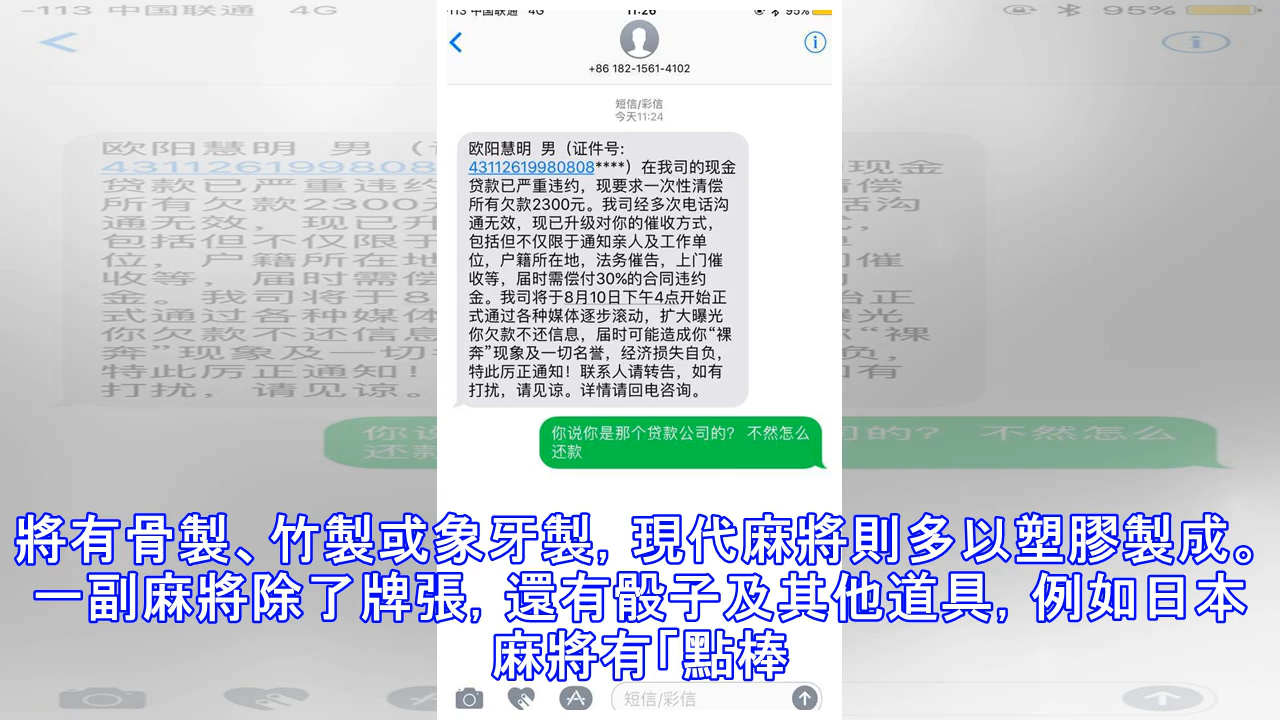 -113 中国联通 4G
11:26
95%
+86 182-1561-4102
短信/彩信
今天11:24
欧阳慧明 男（证件号：
43112619980808****）在我司的现金
贷款已严重违约，现要求一次性清偿
所有欠款2300元。我司经多次电话沟
通无效，现已升级对你的催收方式，
包括但不仅限于通知亲人及工作单
位，户籍所在地，法务催告，上门催
收等，届时需偿付30%的合同违约
金。我司将于8月10日下午4点开始正
式通过各种媒体逐步滚动，扩大曝光
你欠款不还信息，届时可能造成你“裸
奔”现象及一切名誉，经济损失自负，
特此厉正通知！联系人请转告，如有
打扰，请见谅。详情请回电咨询。
你说你是那个贷款公司的？ 不然怎么
还款
將有骨製、竹製或象牙製，現代麻將則多以塑膠製成。
一副麻將除了牌張，還有骰子及其他道具，例如日本
麻將有「點棒
短信/彩信